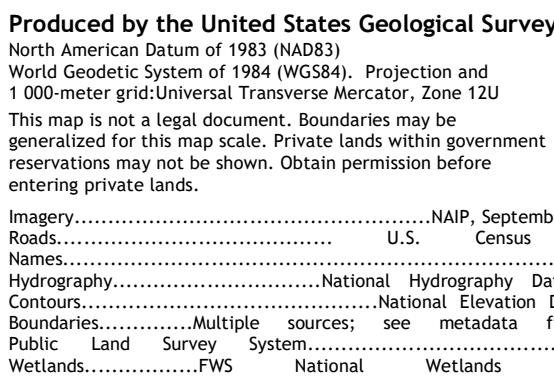 Produced by the United States Geological Survey
North American Datum of 1983 (NAD83)
World Geodetic System of 1984 (WGS84). Projection and
1 000-meter grid:Universal Transverse Mercator, Zone 12U
This map is not a legal document. Boundaries may be
generalized for this map scale. Private lands within government
reservations may not be shown. Obtain permission before
entering private lands.
Imagery....................................................NAIP,
Roads........................................ U.S. Census
Names....................................................................
Hydrography..............................National Hydrography
Contours...........................................National Elevation
Boundaries..............Multiple sources; see metadata
Public Land Survey System....................................
Wetlands.................FWS National Wetlands